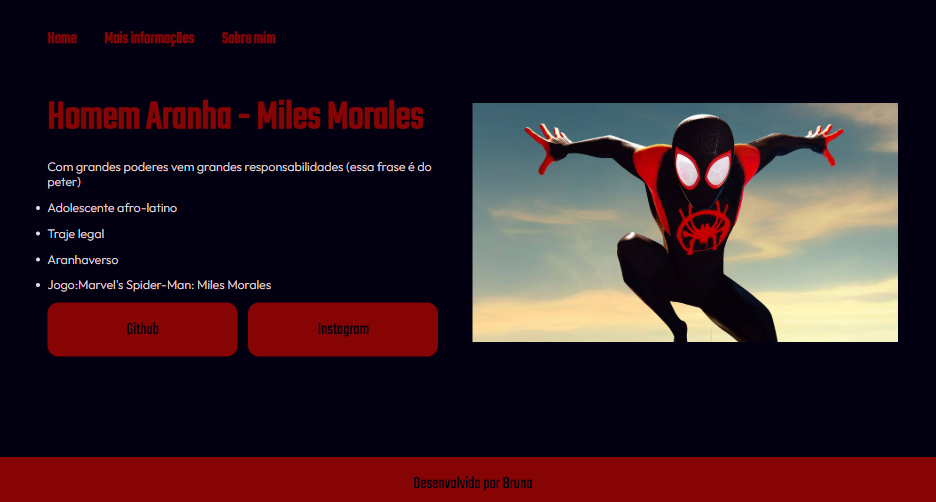 Home Mais informações Sobre mim
Homem Aranha - Miles Morales
Com grandes poderes vem grandes responsabilidades (essa frase é do
peter)
Adolescente afro-latino
Traje legal
Aranhaverso
Jogo:Marvel's Spider-Man: Miles Morales
Github Instagram
Desenvolvido por Bruno